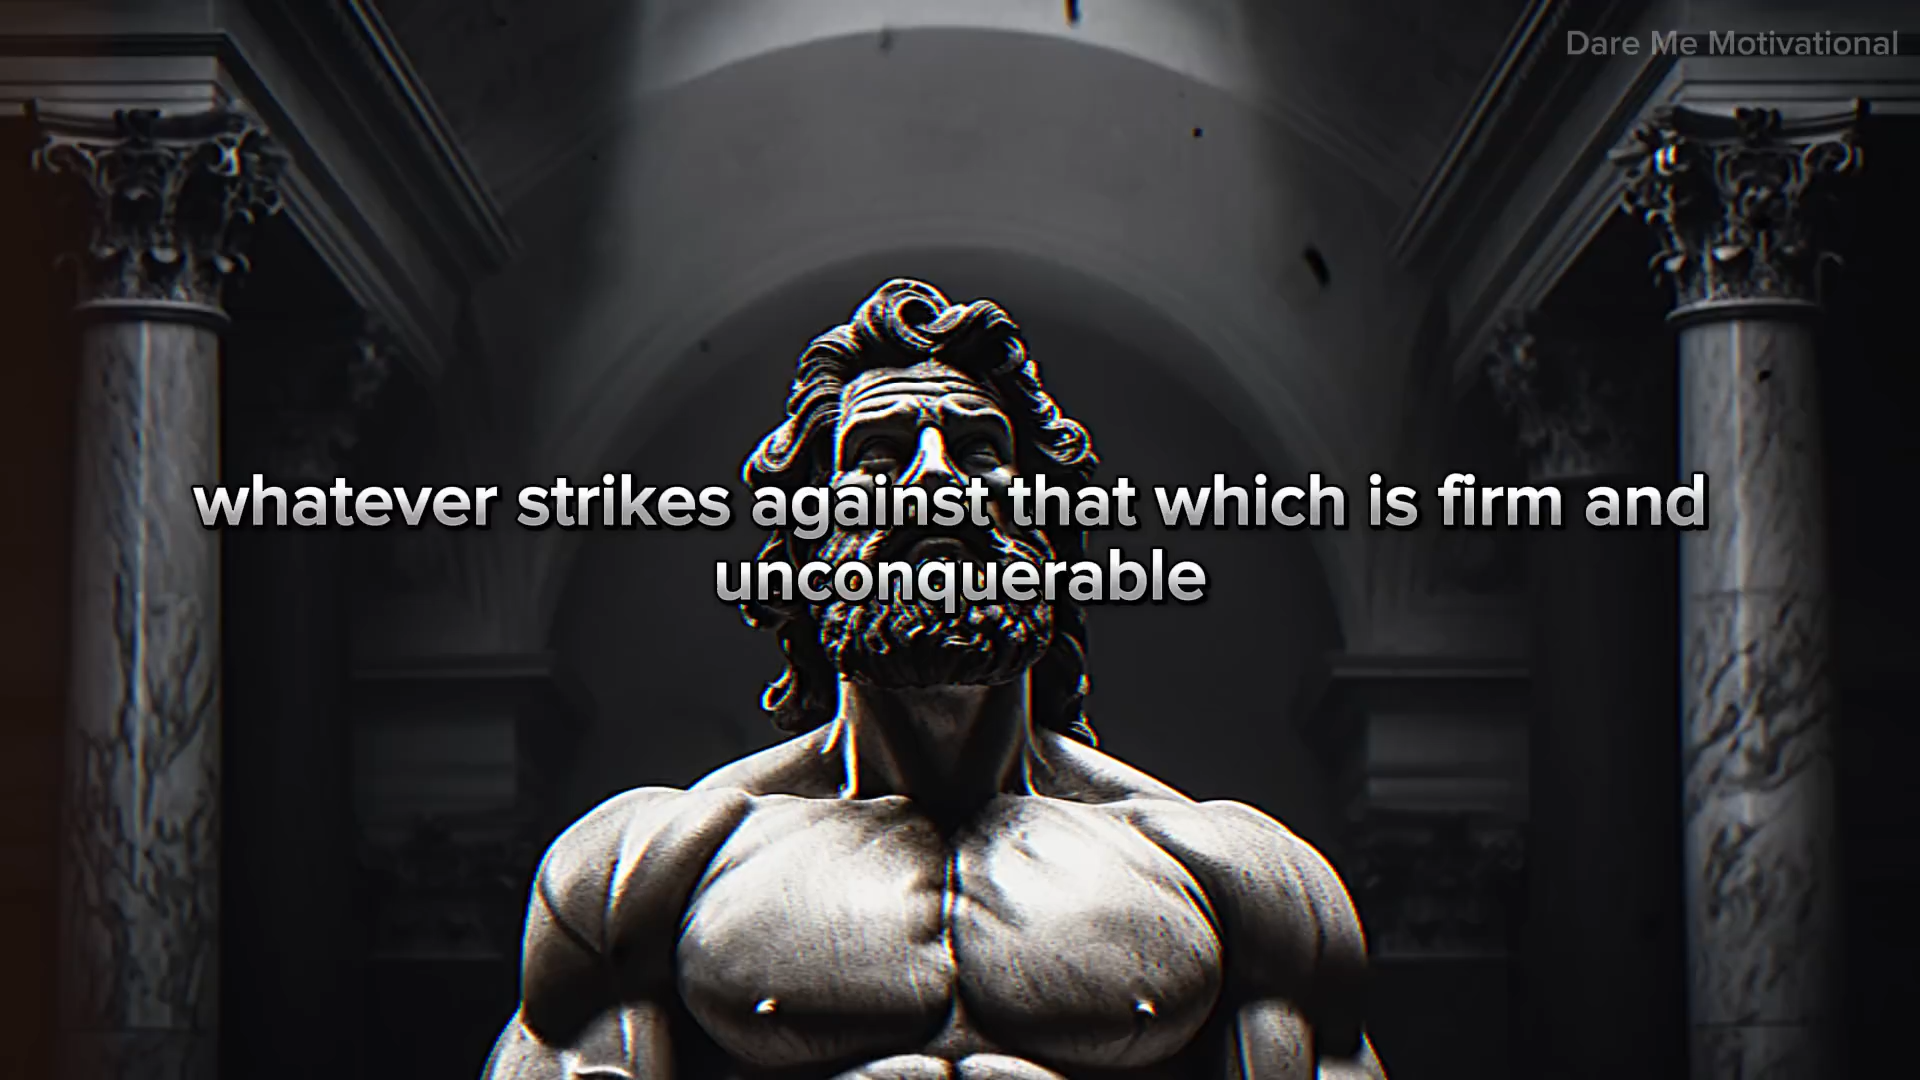 Dare Me Motivational
whatever strikes against that which is firm and
unconquerable